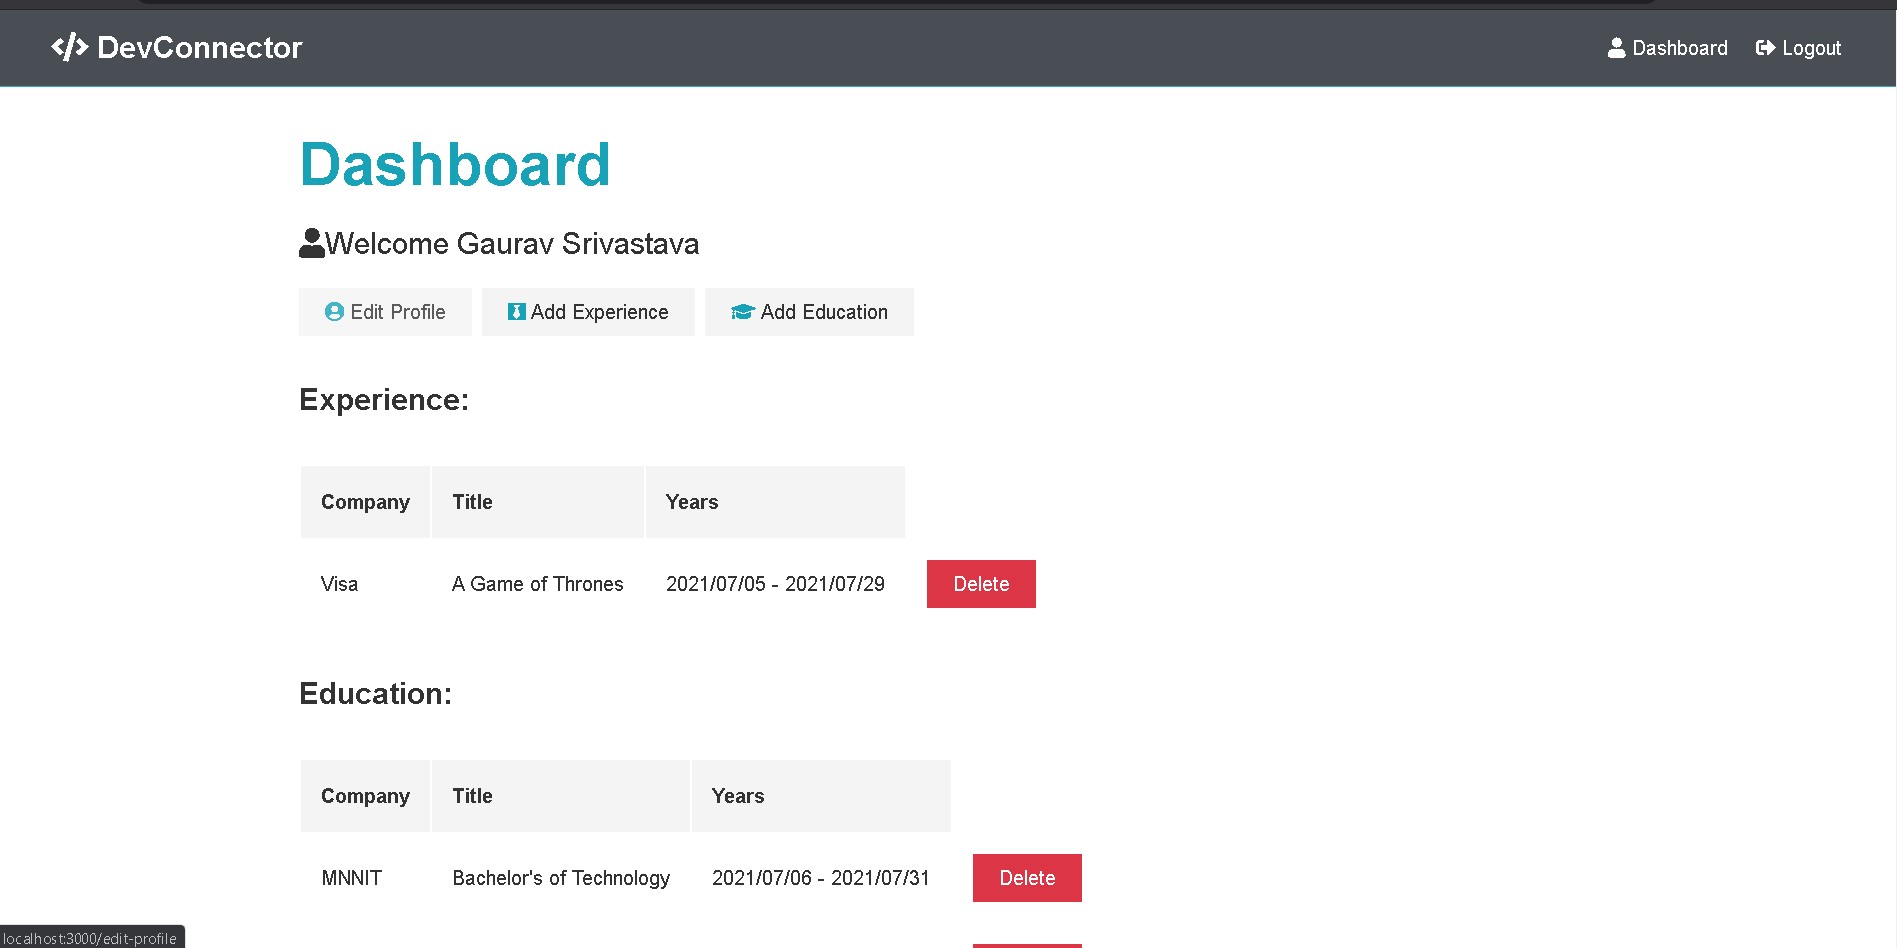 DevConnector Dashboard Logout
Dashboard
Welcome Gaurav Srivastava
Edit Profile Add Experience Add Education
Experience:
Company Title Years
Visa A Game of Thrones 2021/07/05 - 2021/07/29 Delete
Education:
Company Title Years
MNNIT Bachelor's of Technology 2021/07/06 - 2021/07/31 Delete
localhost:3000/edit-profile